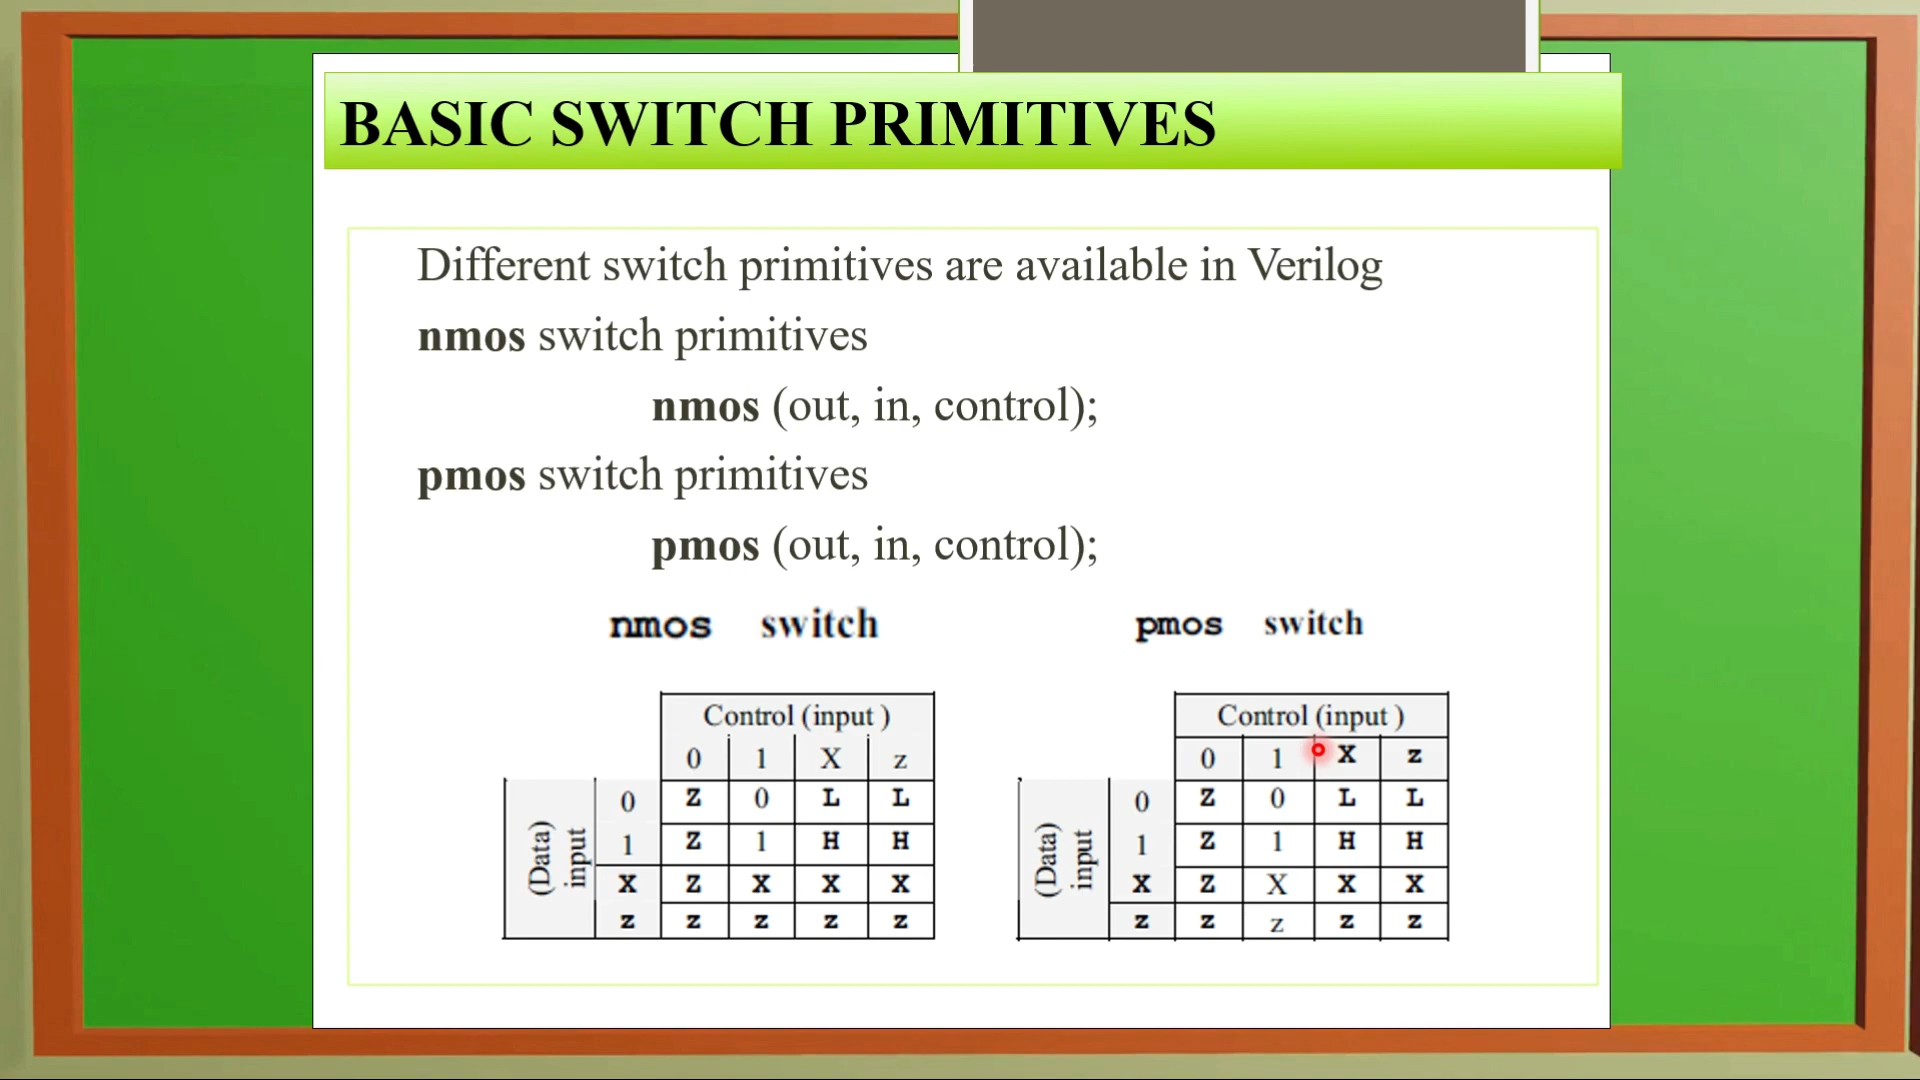 BASIC SWITCH PRIMITIVES
Different switch primitives are available in Verilog
nmos switch primitives
nmos (out, in, control);
pmos switch primitives
pmos (out, in, control);
nmos switch
Control (input )
0 1 X z
(Data) input
0 Z 0 L L
1 Z 1 H H
X Z X X X
z z z z z
pmos switch
Control (input )
0 1 X z
(Data) input
0 Z 0 L L
1 Z 1 H H
X Z X X X
z z z z z